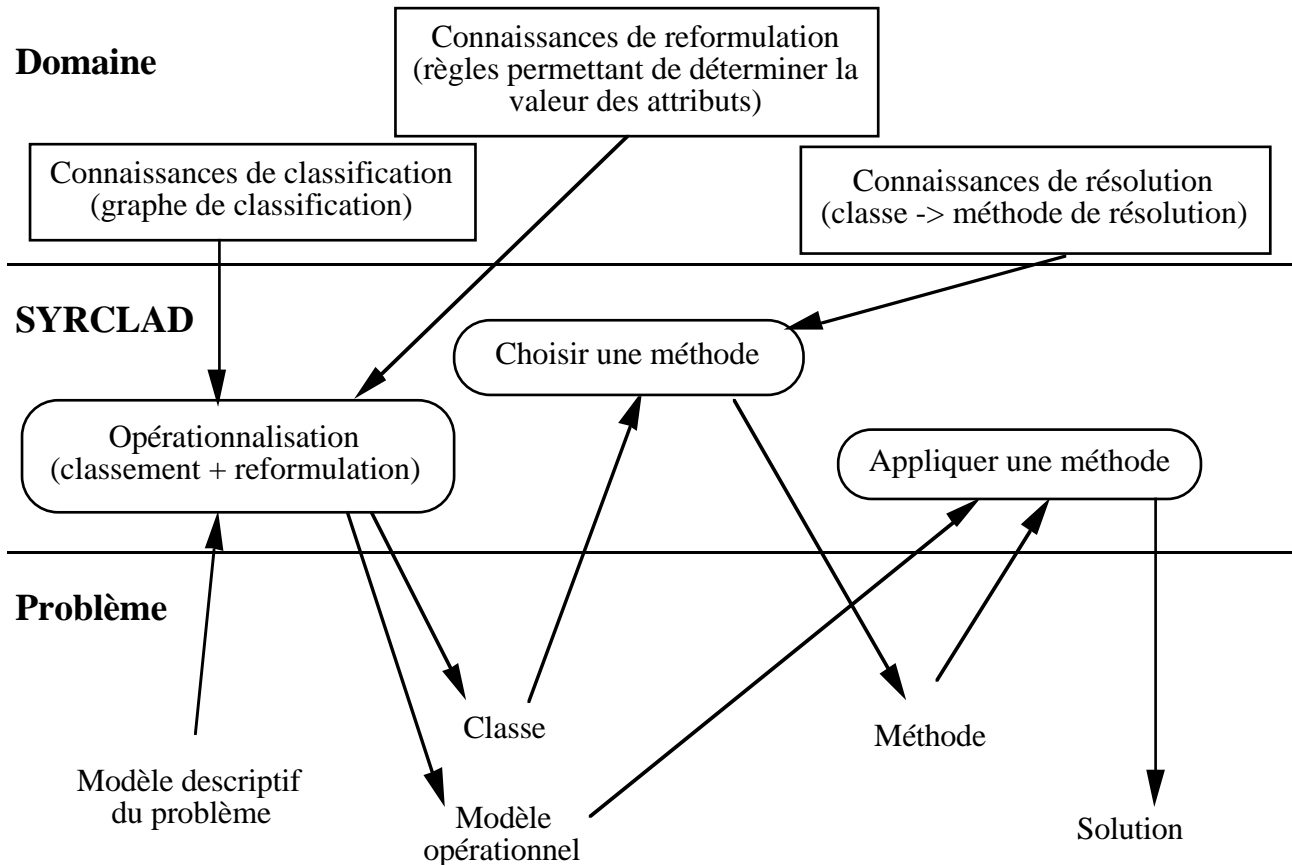 Domaine
Connaissances de reformulation
(règles permettant de déterminer la
valeur des attributs)
Connaissances de classification
(graphe de classification)
Connaissances de résolution
(classe -> méthode de résolution)
SYRCLAD
Choisir une méthode
Opérationnalisation
(classement + reformulation)
Appliquer une méthode
Problème
Classe
Méthode
Modèle descriptif
du problème
Modèle
opérationnel
Solution